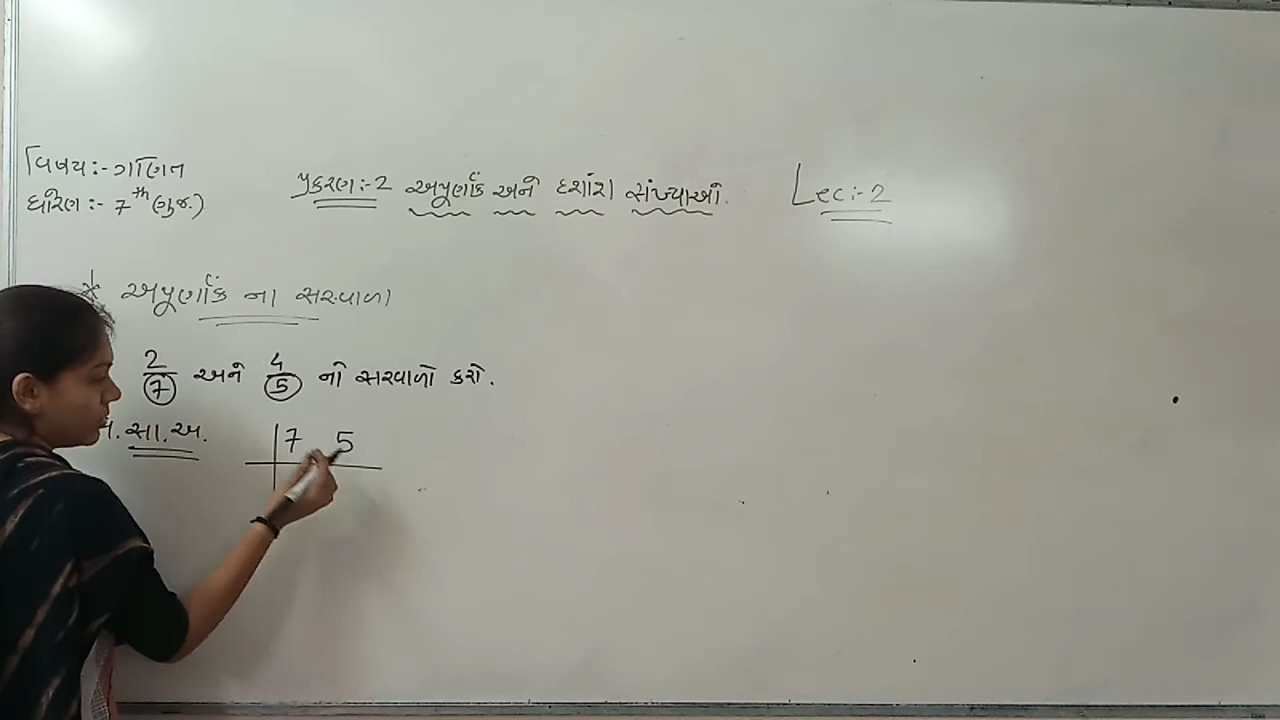 વિષય:- ગણિત
ધોરણ:- 7th (ગુજ.)
પ્રકરણ:-2 અપૂર્ણાંક અને દશાંશ સંખ્યાઓ.
Lec:-2
* અપૂર્ણાંક ના સરવાળા
2/7 અને 4/5 નો સરવાળો કરો.
સા.અ.
7 5